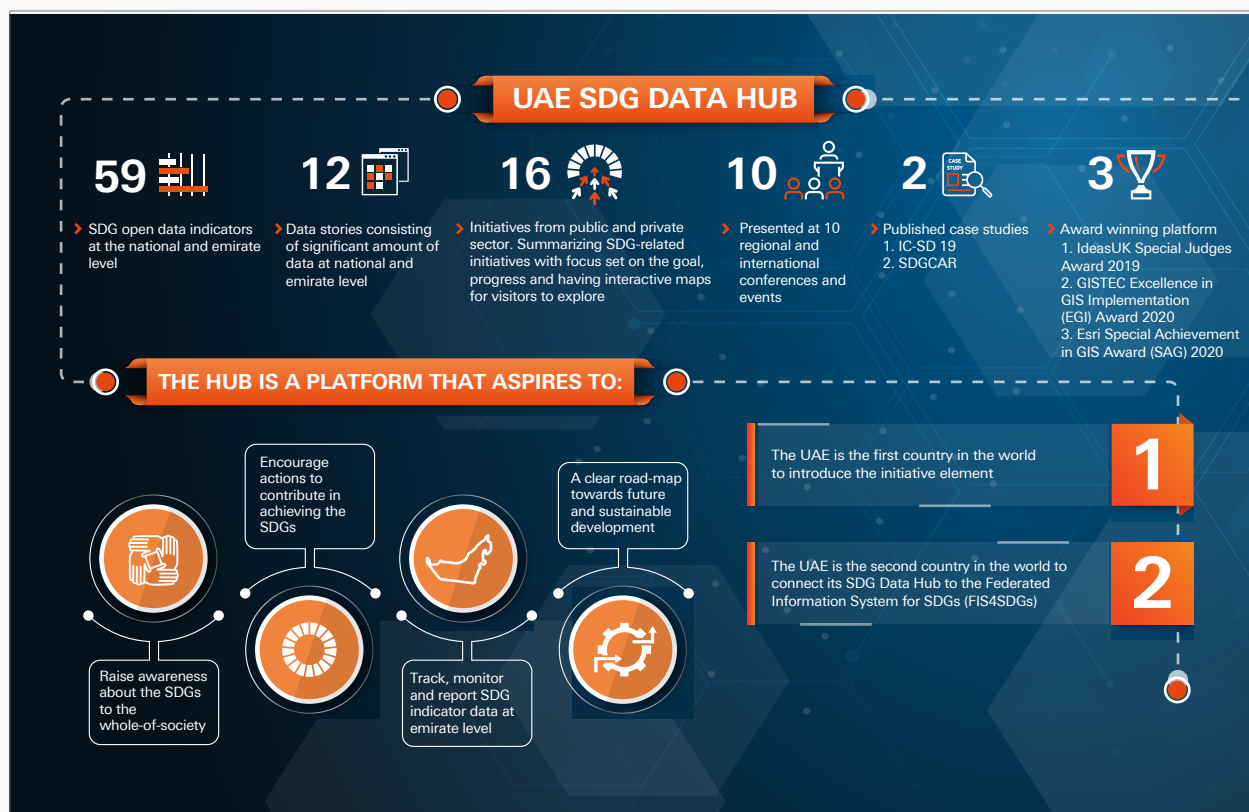 UAE SDG DATA HUB
59
SDG open data indicators
at the national and emirate
level
12
Data stories consisting
of significant amount of
data at national and
emirate level
16
Initiatives from public and private
sector. Summarizing SDG-related
initiatives with focus set on the goal,
progress and having interactive maps
for visitors to explore
10
Presented at 10
regional and
international
conferences and
events
2
CASE
STUDY
Published case studies
1. IC-SD 19
2. SDGCAR
3
Award winning platform
1. IdeasUK Special Judges
Award 2019
2. GISTEC Excellence in
GIS Implementation
(EGI) Award 2020
3. Esri Special Achievement
in GIS Award (SAG) 2020
THE HUB IS A PLATFORM THAT ASPIRES TO:
Raise awareness
about the SDGs
to the
whole-of-society
Encourage
actions to
contribute in
achieving the
SDGs
Track, monitor
and report SDG
indicator data at
emirate level
A clear road-map
towards future
and sustainable
development
The UAE is the first country in the world
to introduce the initiative element
1
The UAE is the second country in the world to
connect its SDG Data Hub to the Federated
Information System for SDGs (FIS4SDGs)
2